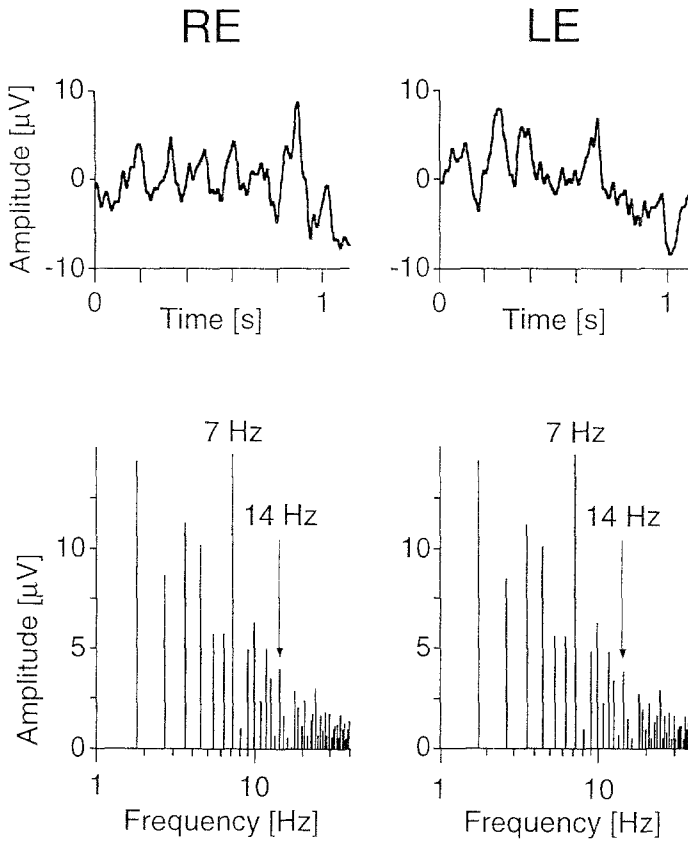 RE
LE
Amplitude [μV]
10
0
-10
0
1
Time [s]
10
0
-10
0
1
Time [s]
Amplitude [μV]
10
5
0
7 Hz
14 Hz
1
10
Frequency [Hz]
10
5
0
7 Hz
14 Hz
1
10
Frequency [Hz]